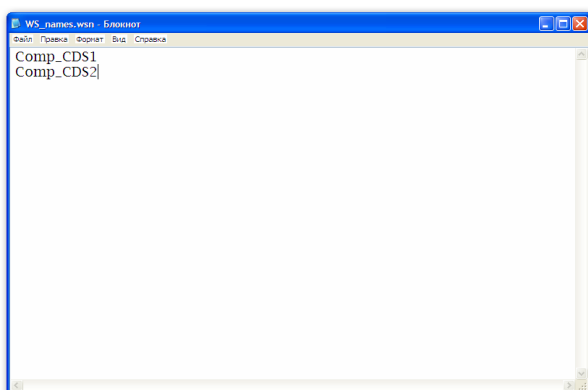 WS_names.wsn - Блокнот
Файл Правка Формат Вид Справка
Comp_CDS1
Comp_CDS2